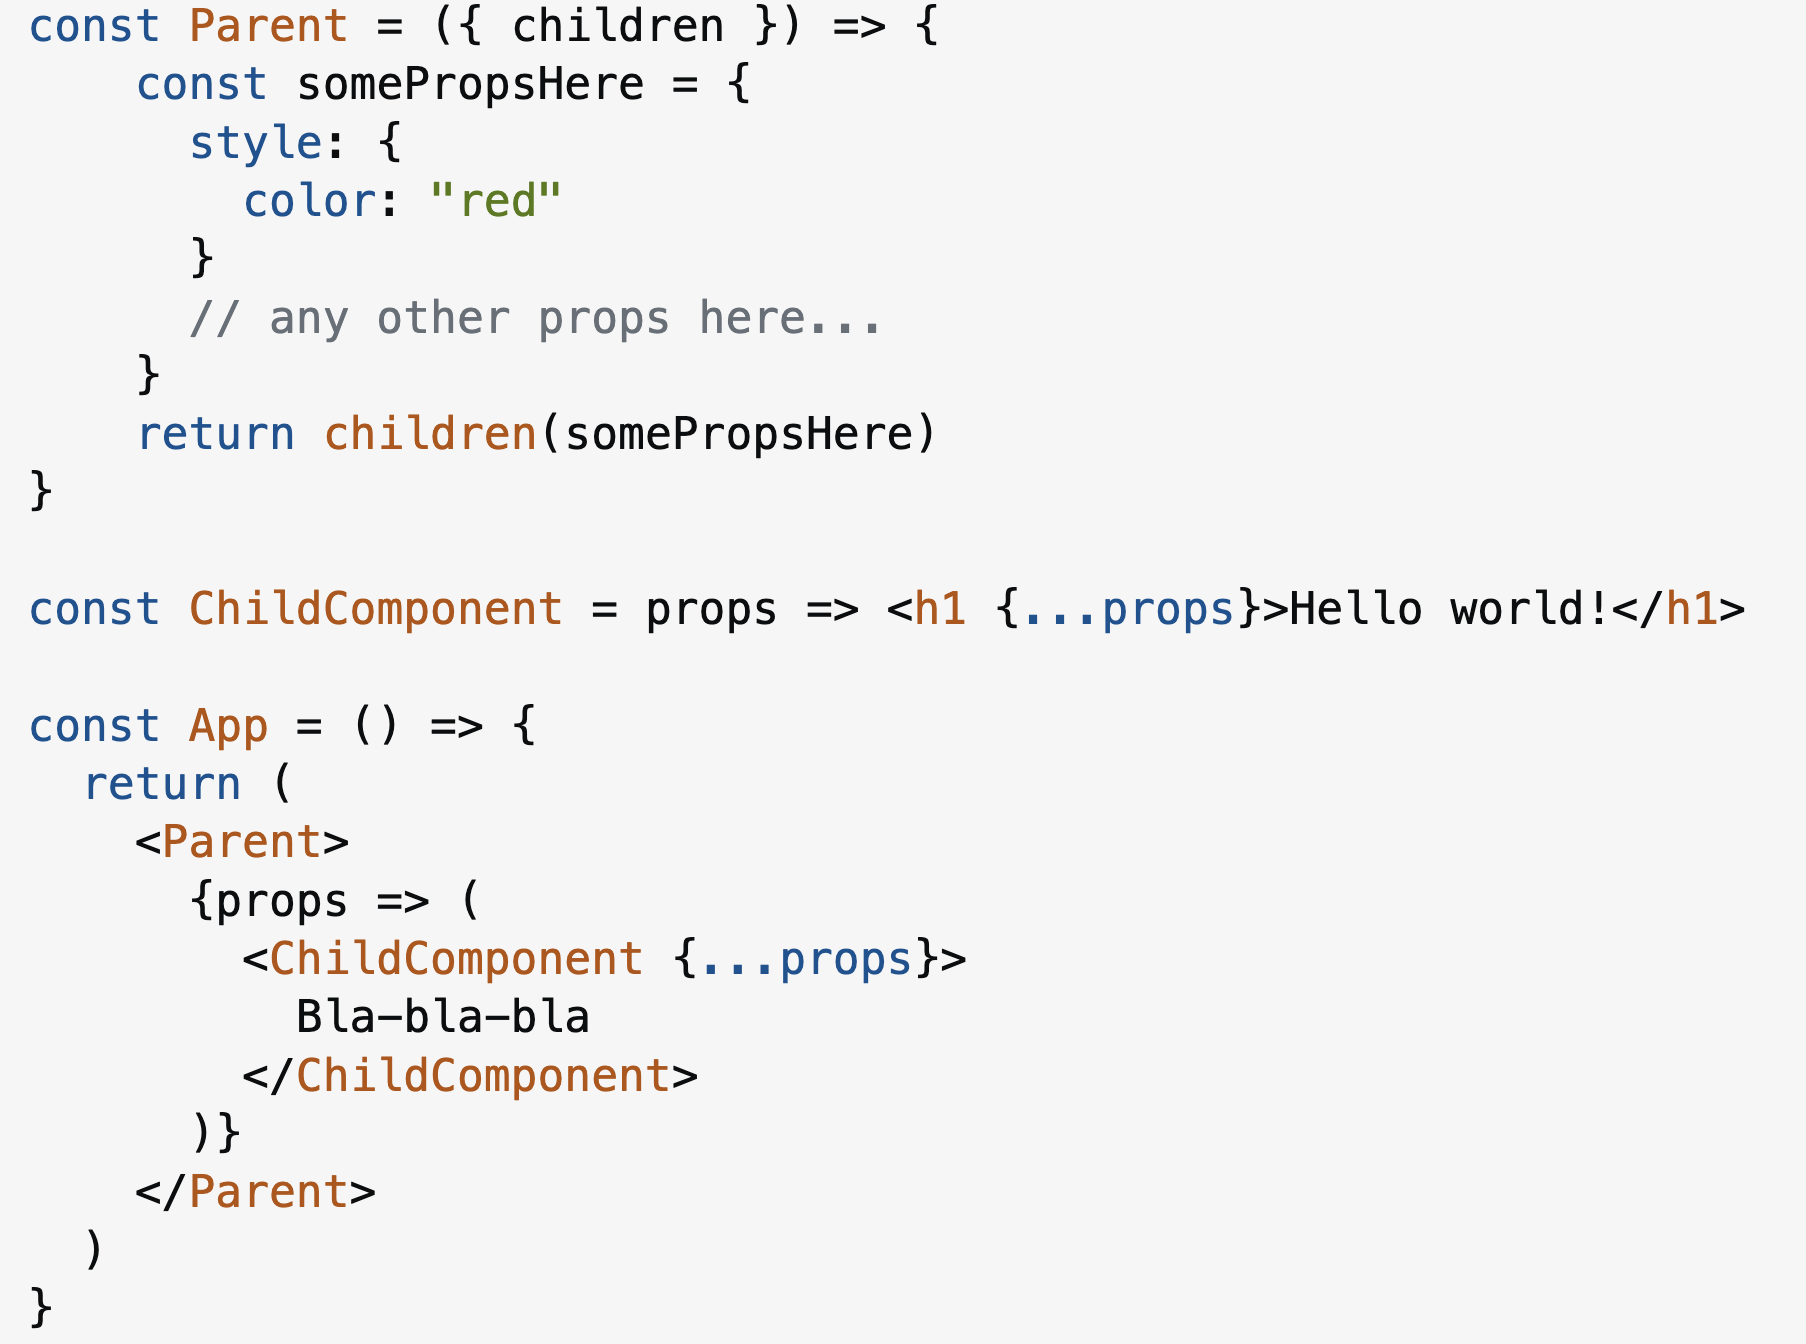 const Parent = ({ children }) => {
    const somePropsHere = {
      style: {
        color: "red"
      }
      // any other props here...
    }
    return children(somePropsHere)
}

const ChildComponent = props => <h1 {...props}>Hello world!</h1>

const App = () => {
  return (
    <Parent>
      {props => (
        <ChildComponent {...props}>
          Bla-bla-bla
        </ChildComponent>
      )}
    </Parent>
  )
}